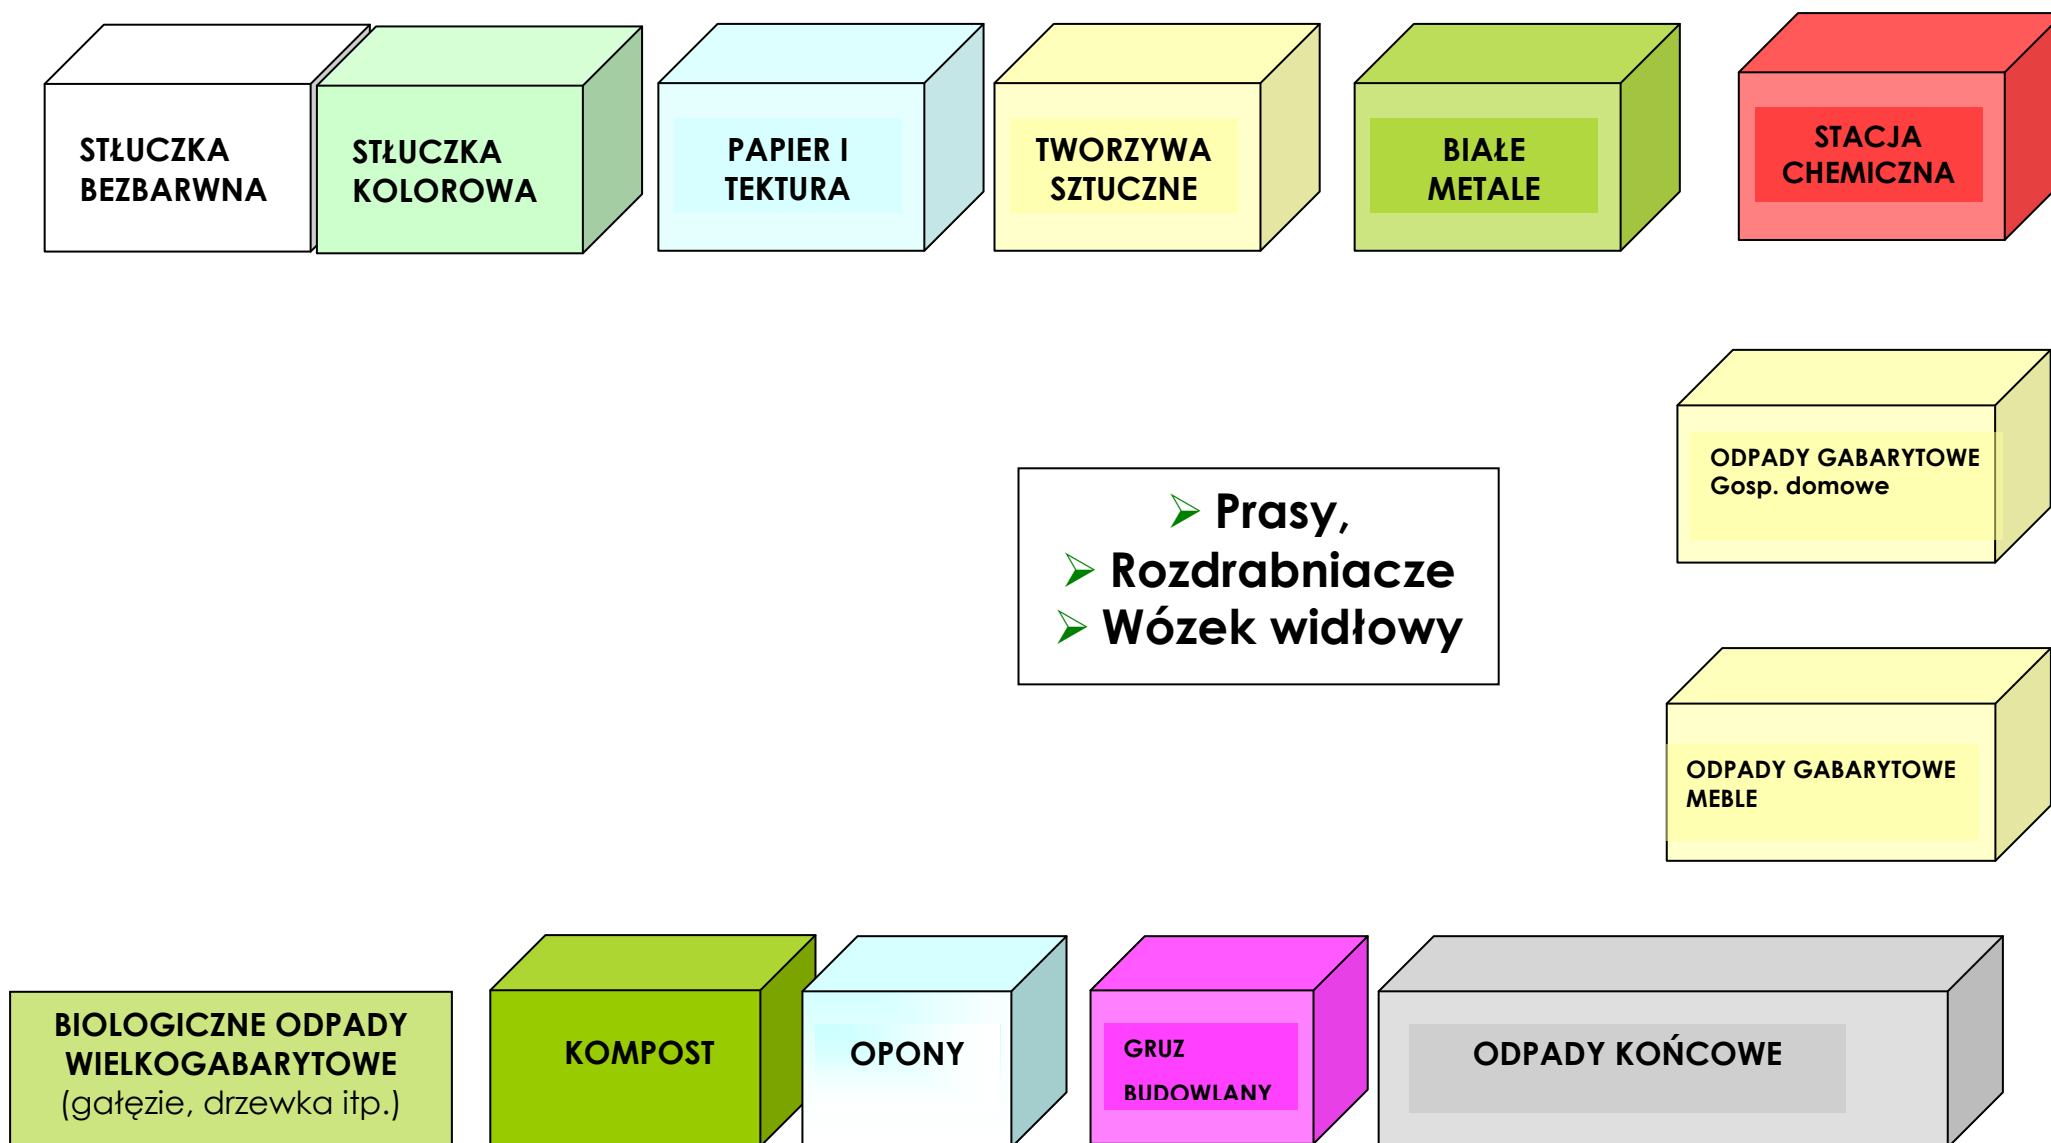 STŁUCZKA
BEZBARWNA
STŁUCZKA
KOLOROWA
PAPIER I
TEKTURA
TWORZYWA
SZTUCZNE
BIAŁE
METALE
STACJA
CHEMICZNA
ODPADY GABARYTOWE
Gosp. domowe
➢ Prasy,
➢ Rozdrabniacze
➢ Wózek widłowy
ODPADY GABARYTOWE
MEBLE
BIOLOGICZNE ODPADY
WIELKOGABARYTOWE
(gałęzie, drzewka itp.)
KOMPOST
OPONY
GRUZ
BUDOWLANY
ODPADY KOŃCOWE